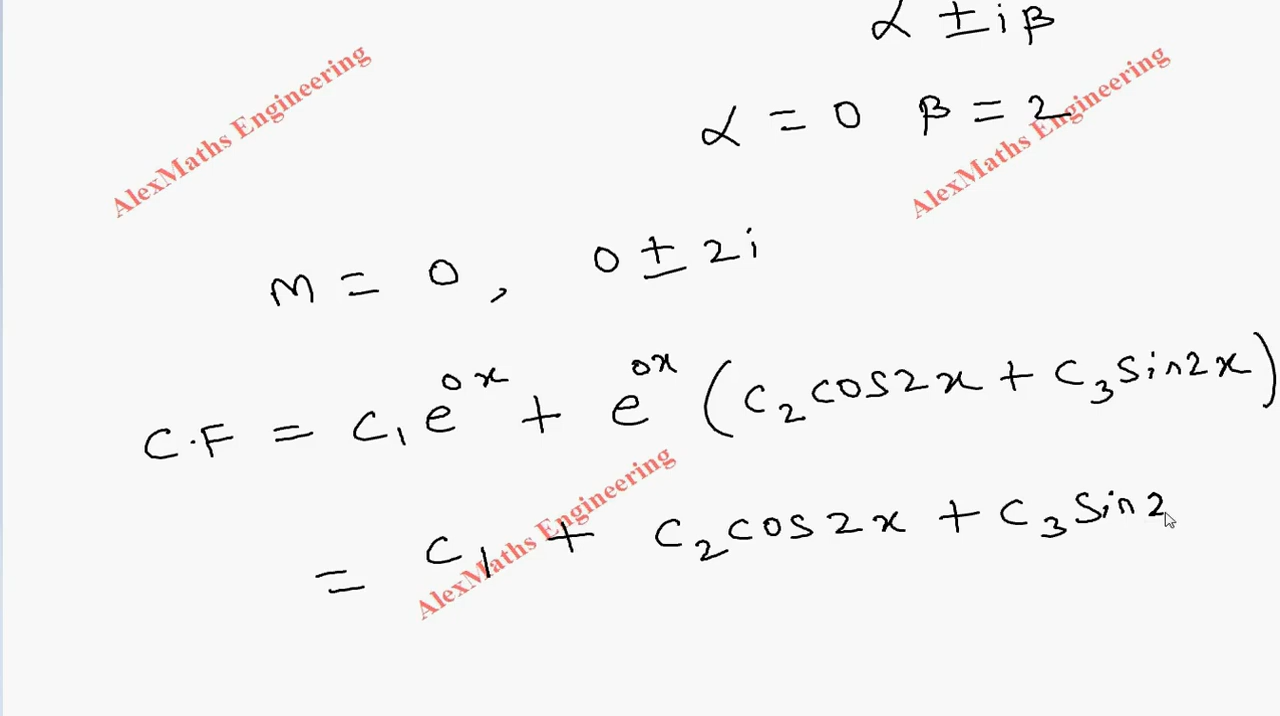 α ± iβ
AlexMaths Engineering
AlexMaths Engineering
α = 0 β = 2
m = 0 , 0 ± 2i
C.F = C₁e⁰ˣ + e⁰ˣ (C₂cos2x + C₃sin2x)
AlexMaths Engineering
= C₁ + C₂cos2x + C₃sin2